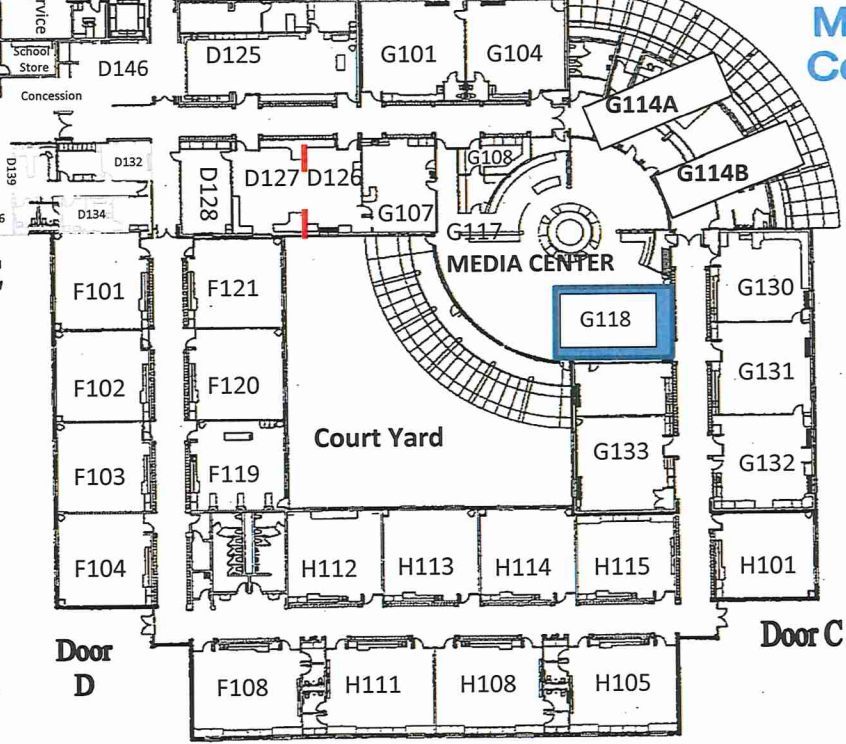 School
Store
D146
Concession
D125
G101
G104
G114A
D139
D132
D134
D128
D127
D126
G107
G108
G114B
G117
MEDIA CENTER
F101
F121
G118
G130
F102
F120
G131
Court Yard
F103
F119
G133
G132
F104
H112
H113
H114
H115
H101
Door
D
Door C
F108
H111
H108
H105